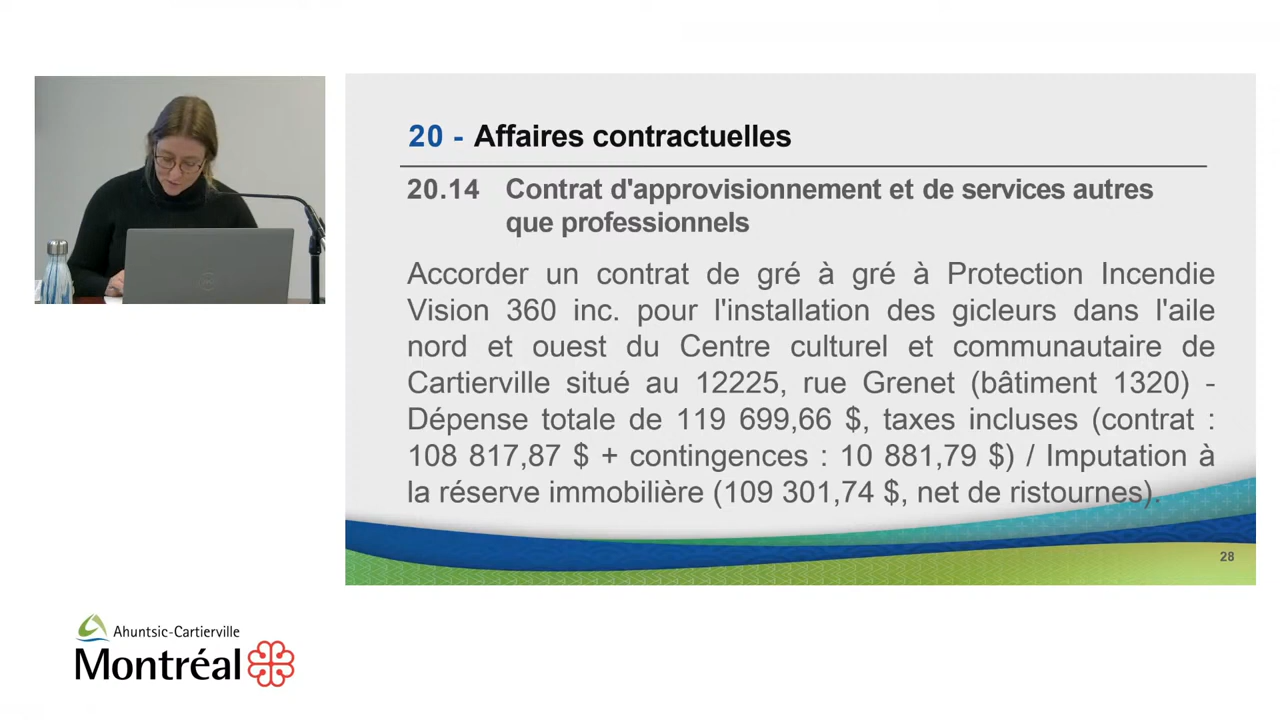 20 - Affaires contractuelles
20.14 Contrat d'approvisionnement et de services autres
que professionnels
Accorder un contrat de gré à gré à Protection Incendie
Vision 360 inc. pour l'installation des gicleurs dans l'aile
nord et ouest du Centre culturel et communautaire de
Cartierville situé au 12225, rue Grenet (bâtiment 1320) -
Dépense totale de 119 699,66 $, taxes incluses (contrat :
108 817,87 $ + contingences : 10 881,79 $) / Imputation à
la réserve immobilière (109 301,74 $, net de ristournes).
28
Ahuntsic-Cartierville
Montréal